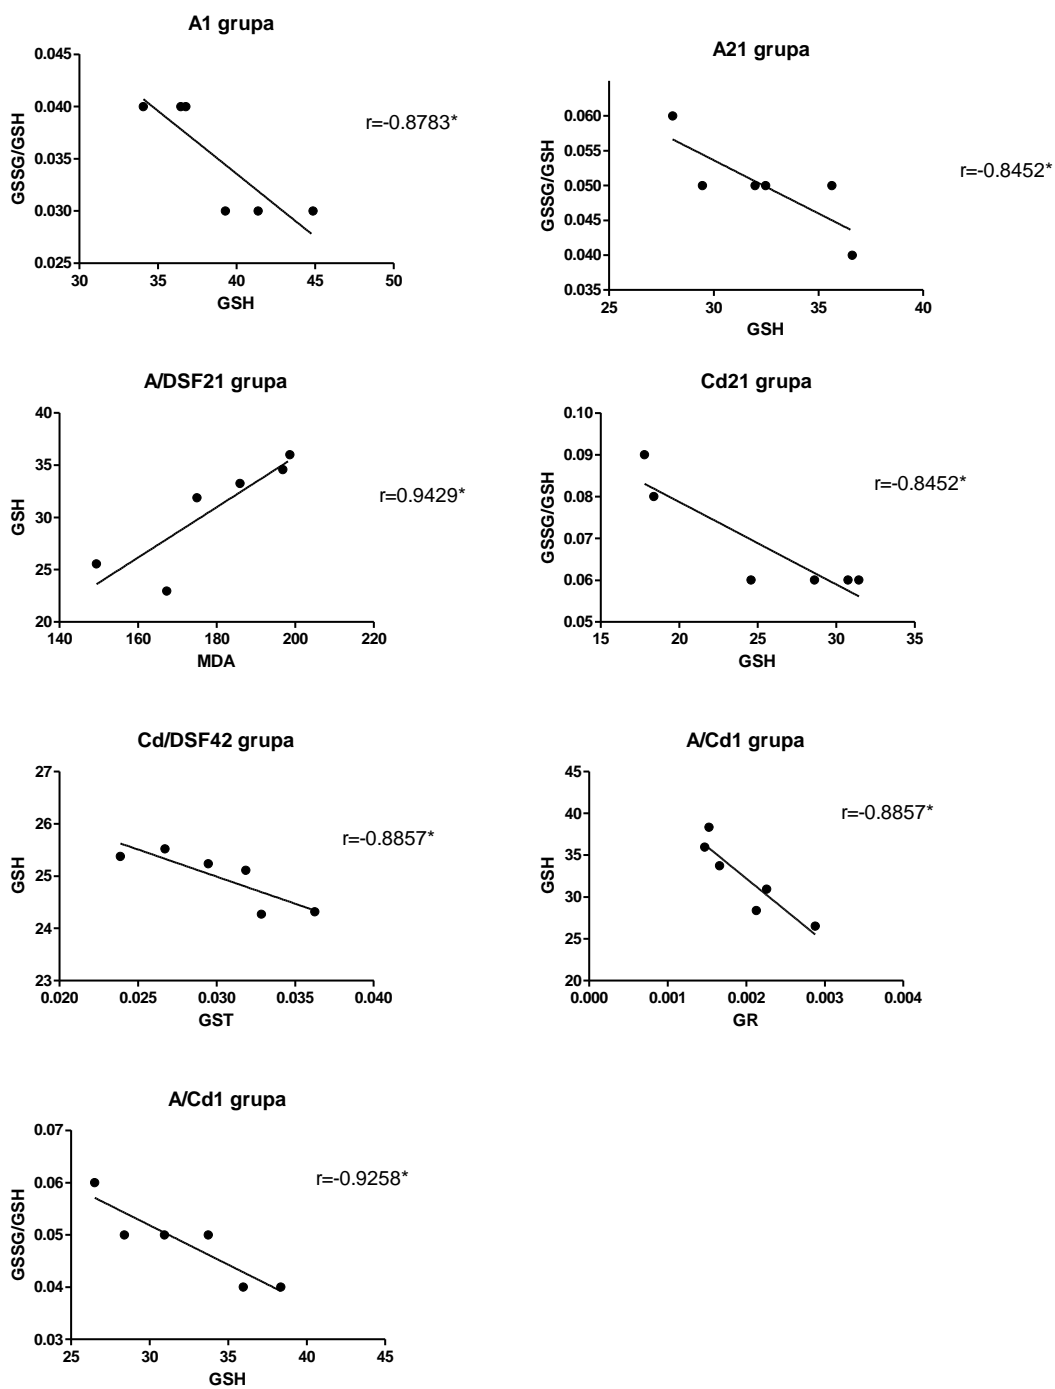 A1 grupa
0.045
0.040
0.035
0.030
0.025
30 35 40 45 50
GSSG/GSH
GSH
r=-0.8783*
A21 grupa
0.060
0.055
0.050
0.045
0.040
0.035
25 30 35 40
GSSG/GSH
GSH
r=-0.8452*
A/DSF21 grupa
40
35
30
25
20
140 160 180 200 220
GSH
MDA
r=0.9429*
Cd21 grupa
0.10
0.09
0.08
0.07
0.06
0.05
15 20 25 30 35
GSSG/GSH
GSH
r=-0.8452*
Cd/DSF42 grupa
27
26
25
24
23
0.020 0.025 0.030 0.035 0.040
GSH
GST
r=-0.8857*
A/Cd1 grupa
45
40
35
30
25
20
0.000 0.001 0.002 0.003 0.004
GSH
GR
r=-0.8857*
A/Cd1 grupa
0.07
0.06
0.05
0.04
0.03
25 30 35 40 45
GSSG/GSH
GSH
r=-0.9258*